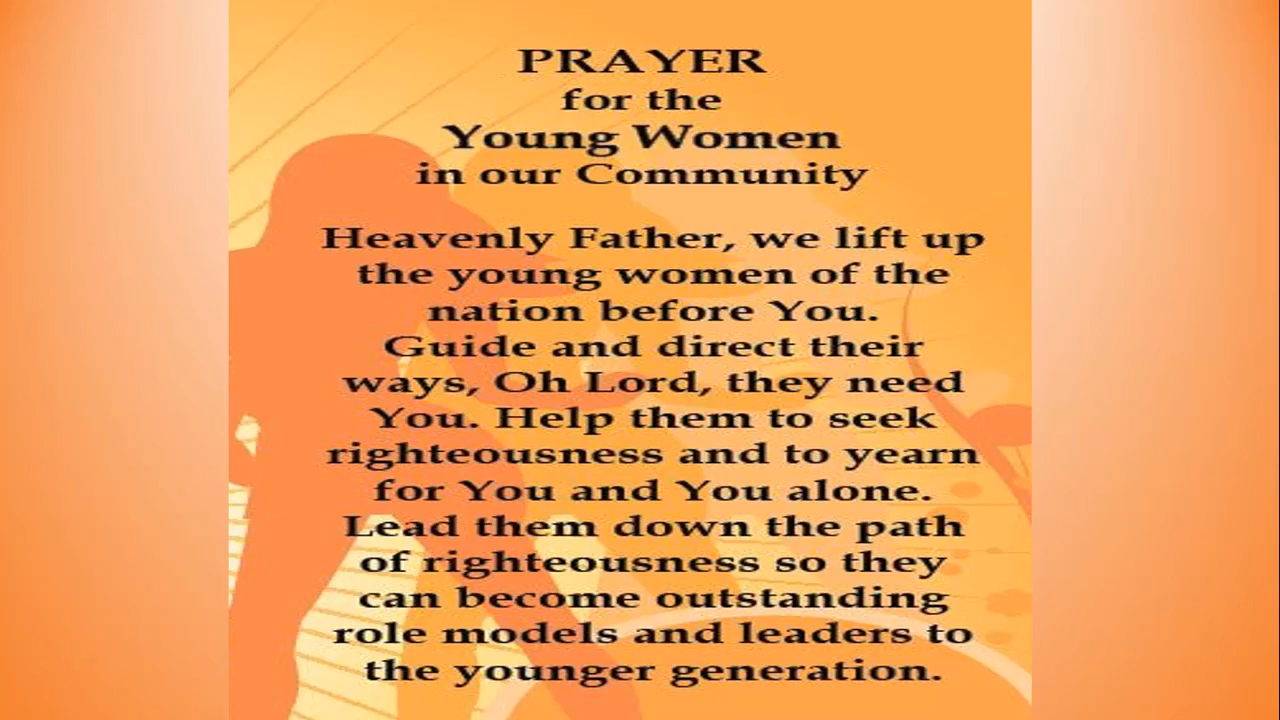 PRAYER
for the
Young Women
in our Community
Heavenly Father, we lift up
the young women of the
nation before You.
Guide and direct their
ways, Oh Lord, they need
You. Help them to seek
righteousness and to yearn
for You and You alone.
Lead them down the path
of righteousness so they
can become outstanding
role models and leaders to
the younger generation.